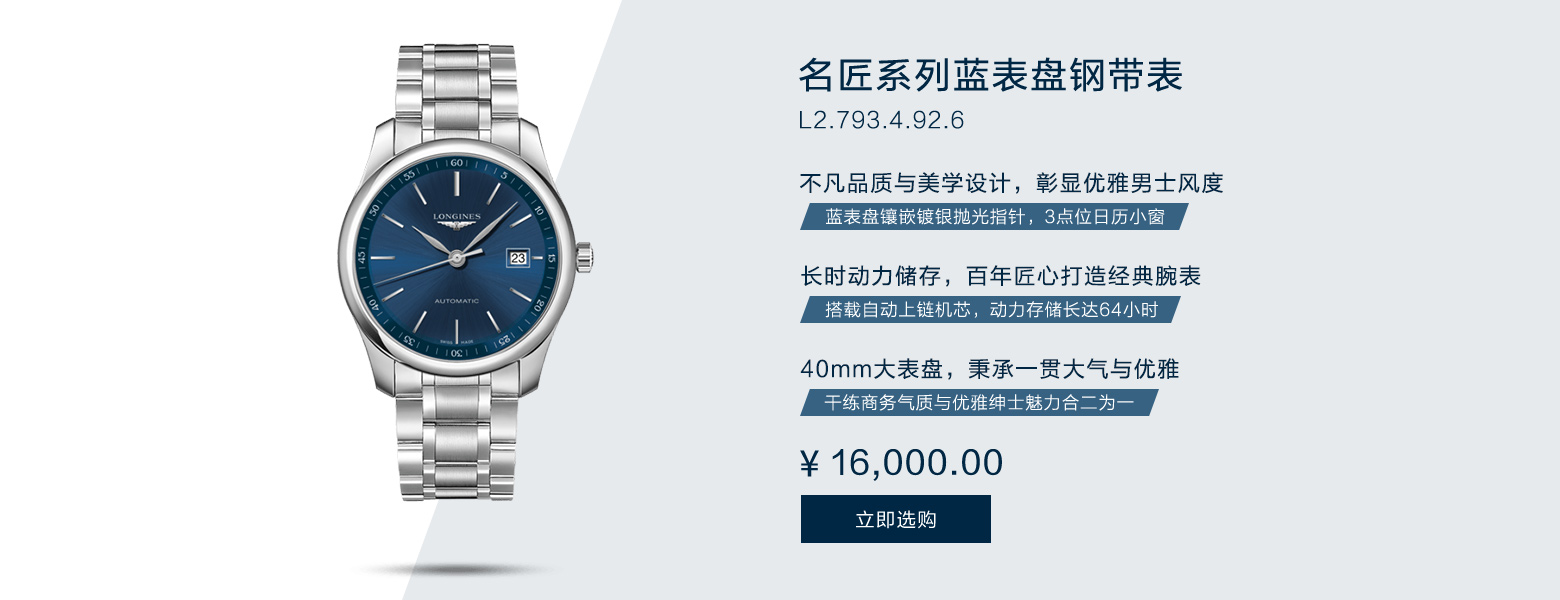 60
55
5
50
10
LONGINES
45
23
15
AUTOMATIC
40
20
35
25
SWISS MADE
30
名匠系列蓝表盘钢带表
L2.793.4.92.6
不凡品质与美学设计，彰显优雅男士风度
蓝表盘镶嵌镀银抛光指针，3点位日历小窗
长时动力储存，百年匠心打造经典腕表
搭载自动上链机芯，动力存储长达64小时
40mm大表盘，秉承一贯大气与优雅
干练商务气质与优雅绅士魅力合二为一
¥ 16,000.00
立即选购